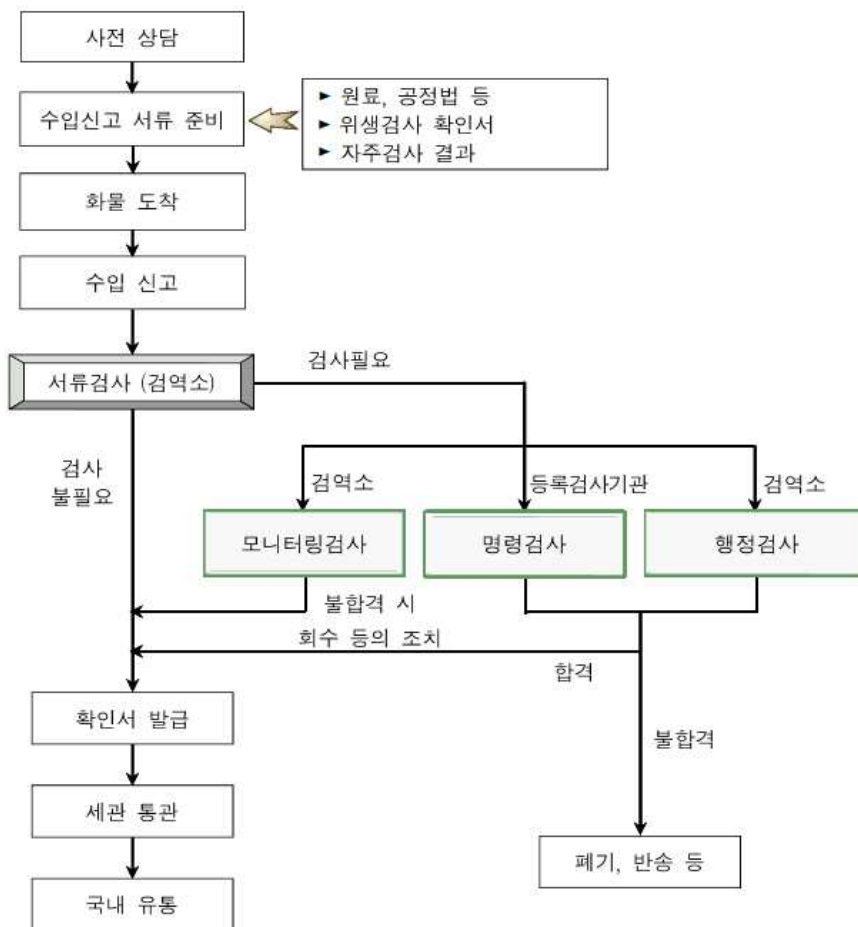 사전 상담
수입신고 서류 준비
► 원료, 공정법 등
► 위생검사 확인서
► 자주검사 결과
화물 도착
수입 신고
서류검사 (검역소)
검사필요
검사
불필요
검역소
등록검사기관
검역소
모니터링검사
명령검사
행정검사
불합격 시
회수 등의 조치
합격
확인서 발급
불합격
세관 통관
폐기, 반송 등
국내 유통